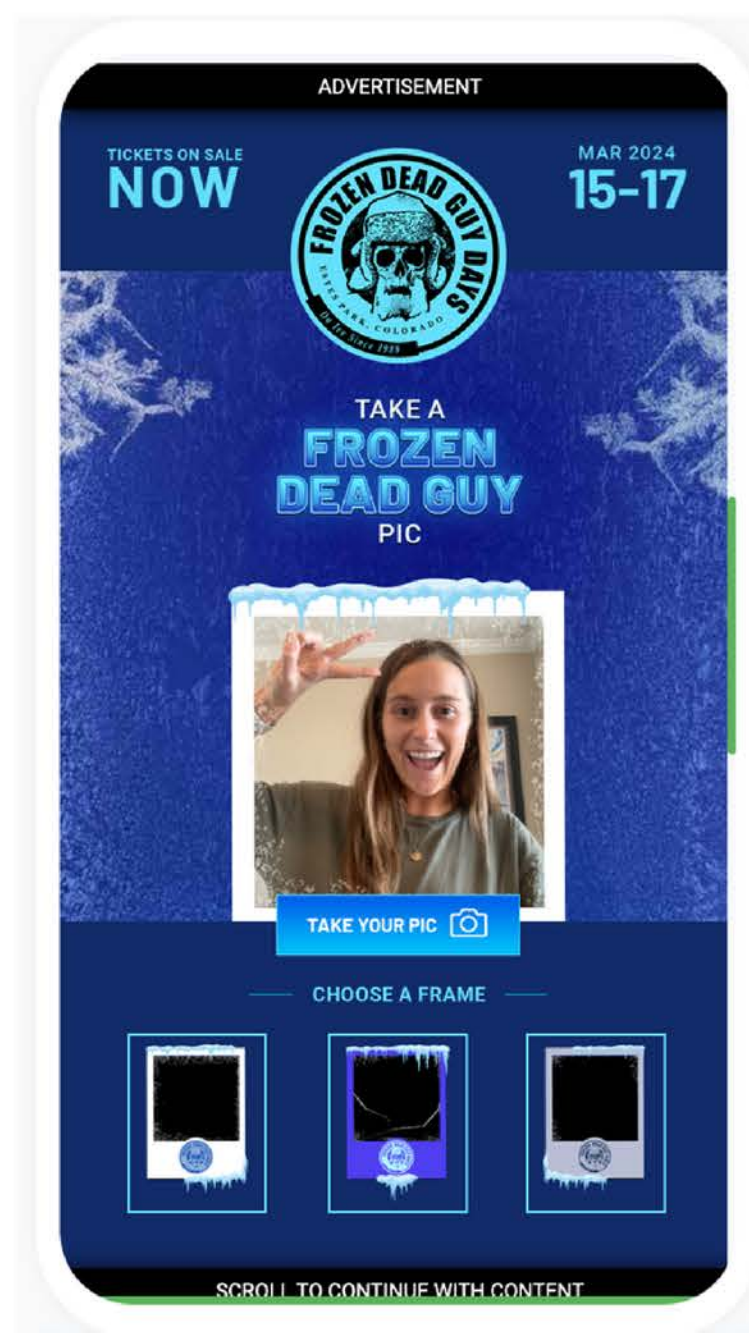 ADVERTISEMENT
TICKETS ON SALE
NOW
MAR 2024
15-17
FROZEN DEAD GUY DAYS
ESTES PARK, COLORADO
On Ice Since 1989
TAKE A
FROZEN
DEAD GUY
PIC
TAKE YOUR PIC
CHOOSE A FRAME
SCROLL TO CONTINUE WITH CONTENT